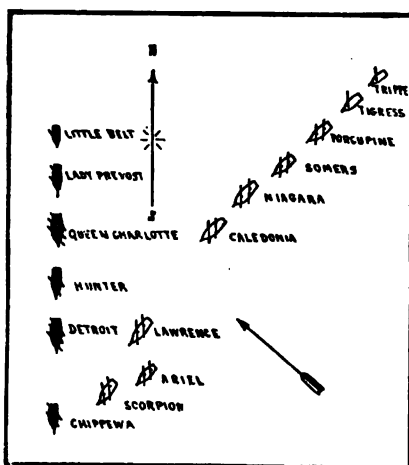 N
TRIPPE
TIGRESS
PORCUPINE
LITTLE BELT
SOMERS
LADY PREVOST
NIAGARA
S
QUEEN CHARLOTTE
CALEDONIA
HUNTER
DETROIT
LAWRENCE
ARIEL
SCORPION
CHIPPEWA